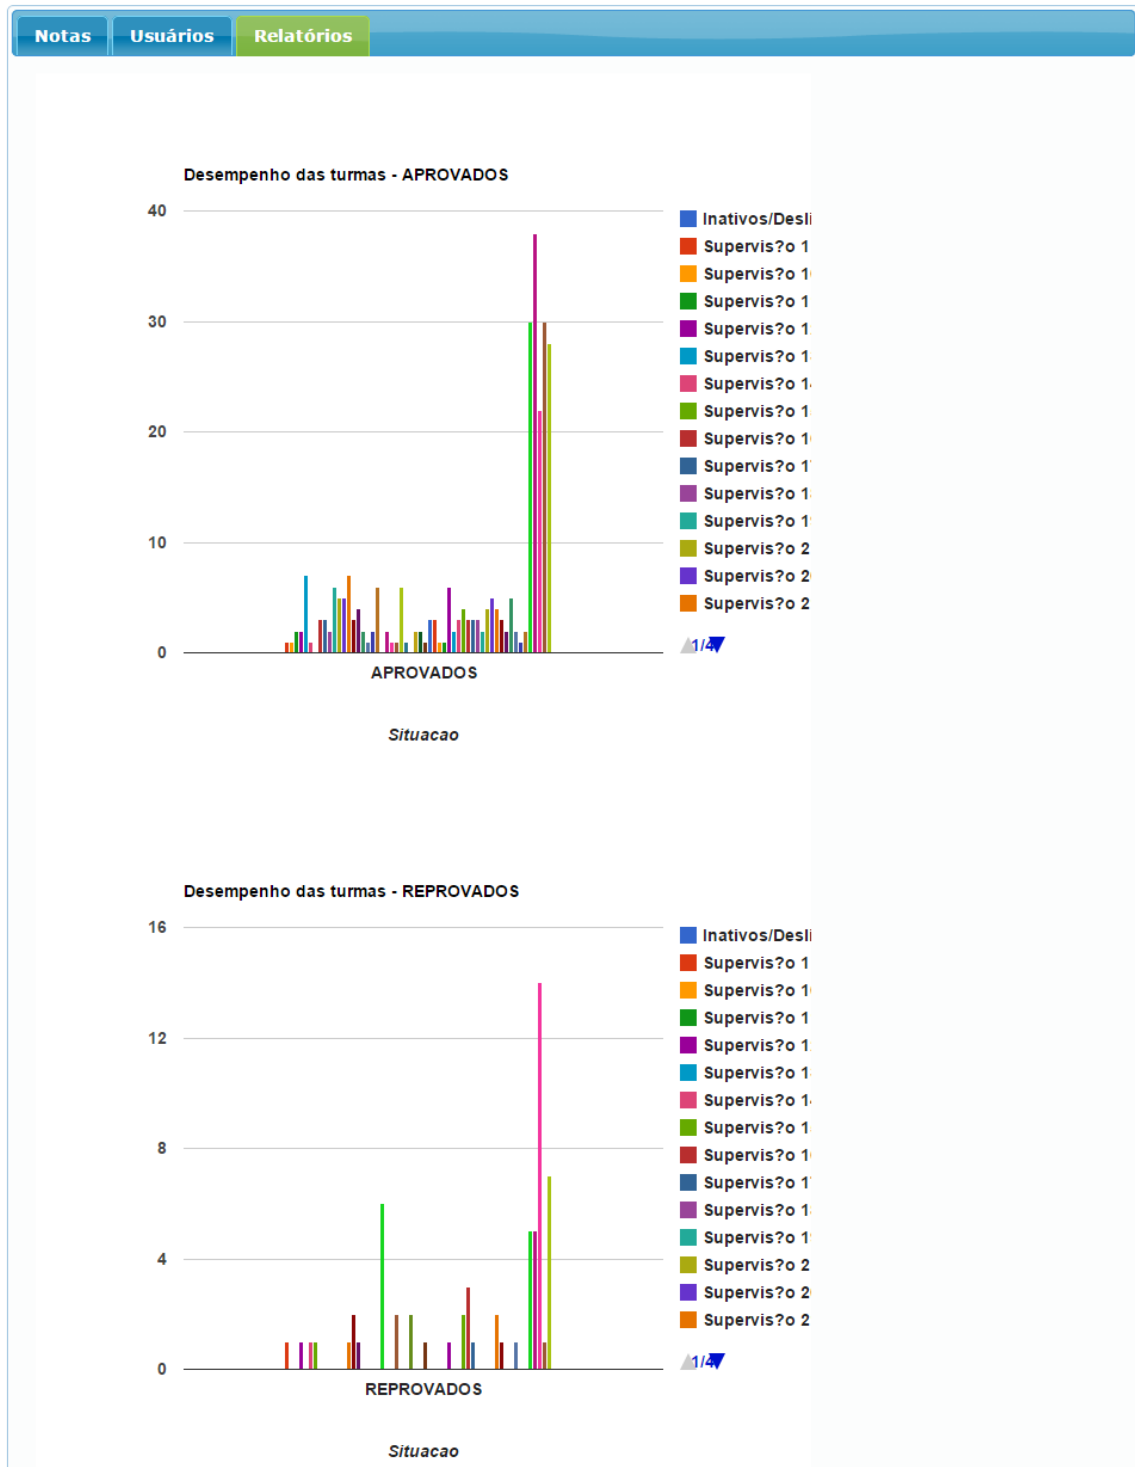 Notas Usuários Relatórios
Desempenho das turmas - APROVADOS
40
30
20
10
0
APROVADOS
Situacao
Inativos/Desli
Supervis?o 1
Supervis?o 1
Supervis?o 1
Supervis?o 1
Supervis?o 1
Supervis?o 1
Supervis?o 1
Supervis?o 1
Supervis?o 1
Supervis?o 1
Supervis?o 1
Supervis?o 2
Supervis?o 2
Supervis?o 2
1/4
Desempenho das turmas - REPROVADOS
16
12
8
4
0
REPROVADOS
Situacao
Inativos/Desli
Supervis?o 1
Supervis?o 1
Supervis?o 1
Supervis?o 1
Supervis?o 1
Supervis?o 1
Supervis?o 1
Supervis?o 1
Supervis?o 1
Supervis?o 1
Supervis?o 1
Supervis?o 2
Supervis?o 2
Supervis?o 2
1/4